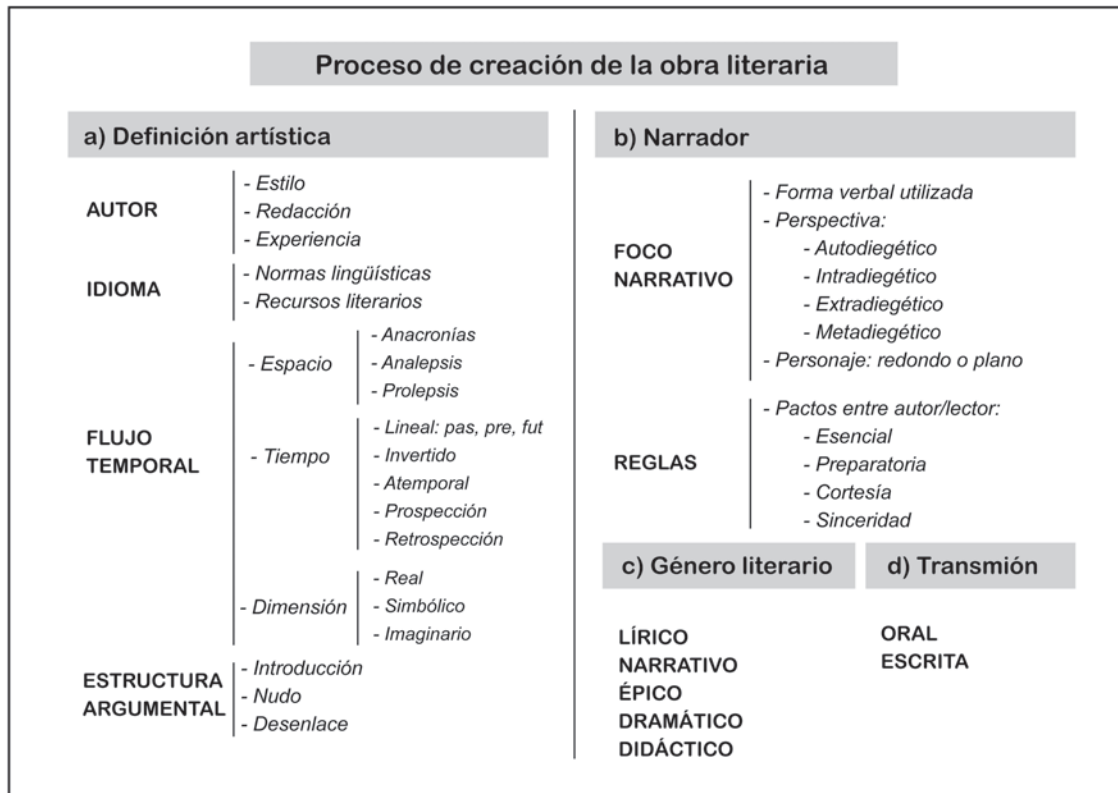 Proceso de creación de la obra literaria
a) Definición artística
AUTOR
- Estilo
- Redacción
- Experiencia
IDIOMA
- Normas lingüísticas
- Recursos literarios
FLUJO
TEMPORAL
- Espacio
- Anacronías
- Analepsis
- Prolepsis
- Tiempo
- Lineal: pas, pre, fut
- Invertido
- Atemporal
- Prospección
- Retrospección
- Dimensión
- Real
- Simbólico
- Imaginario
ESTRUCTURA
ARGUMENTAL
- Introducción
- Nudo
- Desenlace
b) Narrador
FOCO
NARRATIVO
- Forma verbal utilizada
- Perspectiva:
- Autodiegético
- Intradiegético
- Extradiegético
- Metadiegético
- Personaje: redondo o plano
REGLAS
- Pactos entre autor/lector:
- Esencial
- Preparatoria
- Cortesía
- Sinceridad
c) Género literario
LÍRICO
NARRATIVO
ÉPICO
DRAMÁTICO
DIDÁCTICO
d) Transmión
ORAL
ESCRITA